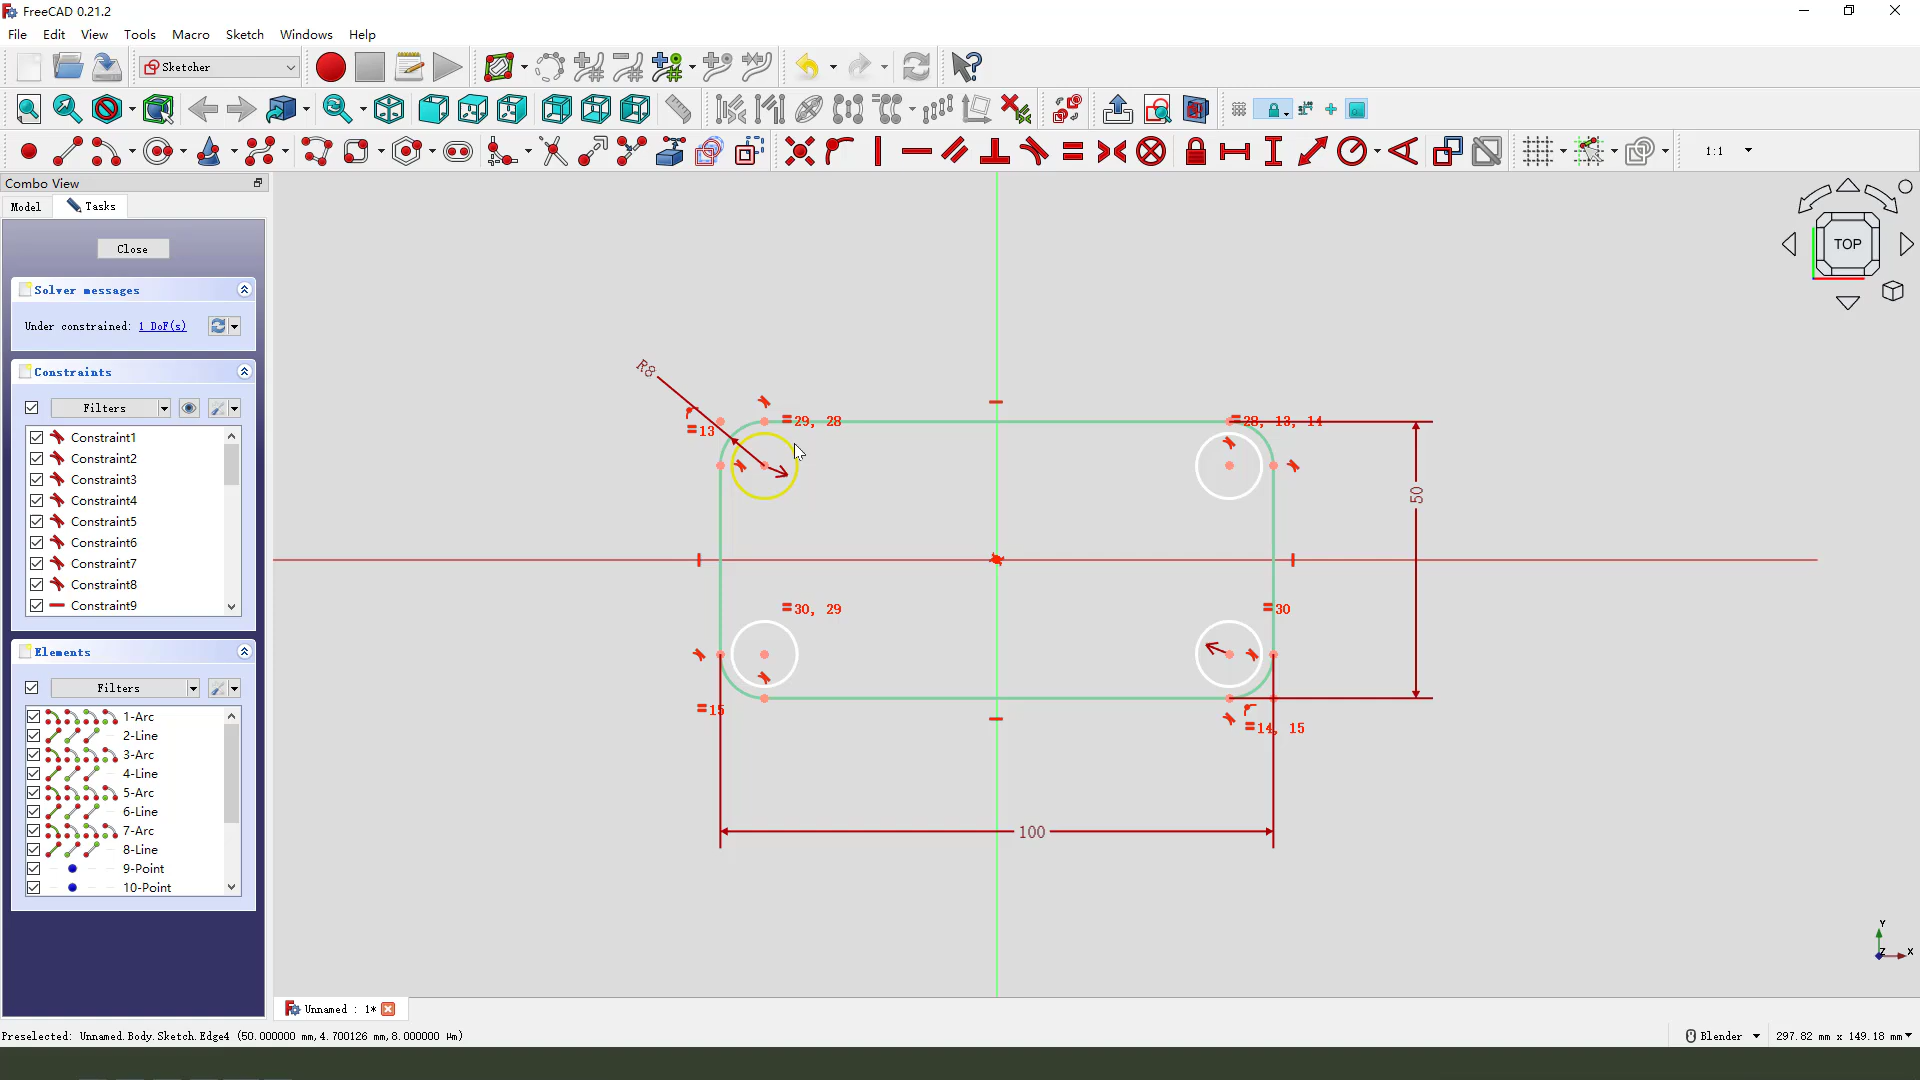 FreeCAD 0.21.2
File Edit View Tools Macro Sketch Windows Help
Sketcher
1:1
Combo View
Model Tasks
Close
Solver messages
Under constrained: 1 DoF(s)
Constraints
Filters
Constraint1
Constraint2
Constraint3
Constraint4
Constraint5
Constraint6
Constraint7
Constraint8
Constraint9
Elements
Filters
1-Arc
2-Line
3-Arc
4-Line
5-Arc
6-Line
7-Arc
8-Line
9-Point
10-Point
TOP
R8
29, 28
28, 13, 14
13
50
30, 29
30
15
14, 15
100
Y
Z
X
Unnamed : 1*
Preselected: Unnamed.Body.Sketch.Edge4 (50.000000 mm,4.700126 mm,8.000000 µm)
Blender
297.82 mm x 149.18 mm